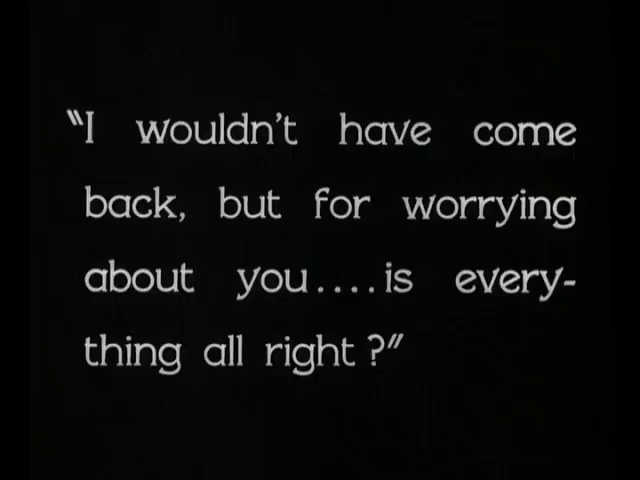 "I wouldn't have come
back, but for worrying
about you....is every-
thing all right?"